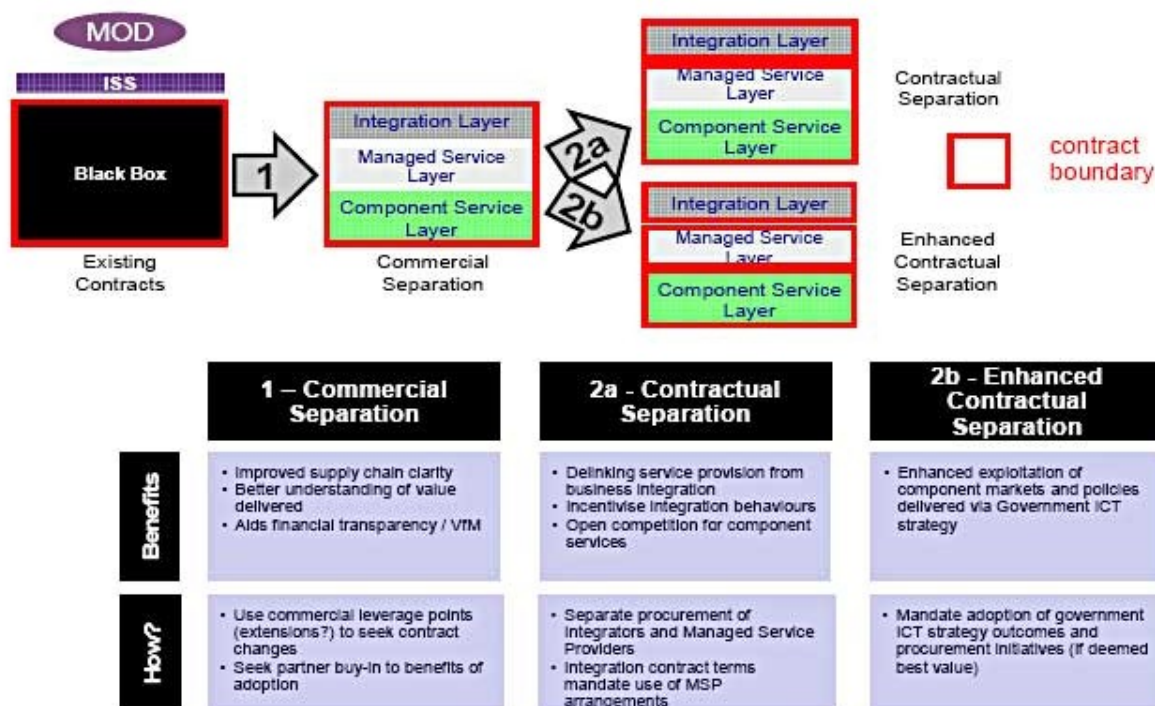 MOD
ISS
Black Box
Existing
Contracts
1
Integration Layer
Managed Service
Layer
Component Service
Layer
Commercial
Separation
2a
2b
Integration Layer
Managed Service
Layer
Component Service
Layer
Contractual
Separation
Integration Layer
Managed Service
Layer
Component Service
Layer
Enhanced
Contractual
Separation
contract
boundary
1 – Commercial
Separation
2a - Contractual
Separation
2b - Enhanced
Contractual
Separation
Benefits
• Improved supply chain clarity
• Better understanding of value
delivered
• Aids financial transparency / VfM
• Delinking service provision from
business integration
• Incentivise integration behaviours
• Open competition for component
services
• Enhanced exploitation of
component markets and policies
delivered via Government ICT
strategy
How?
• Use commercial leverage points
(extensions?) to seek contract
changes
• Seek partner buy-in to benefits of
adoption
• Separate procurement of
Integrators and Managed Service
Providers
• Integration contract terms
mandate use of MSP
arrangements
• Mandate adoption of government
ICT strategy outcomes and
procurement initiatives (if deemed
best value)